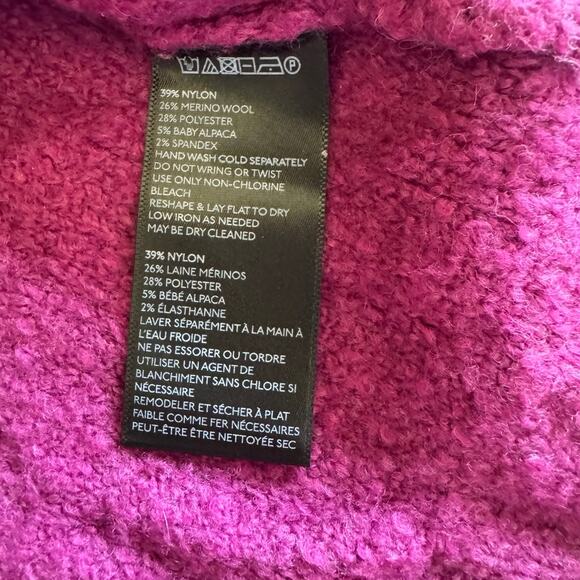 39% NYLON
26% MERINO WOOL
28% POLYESTER
5% BABY ALPACA
2% SPANDEX
HAND WASH COLD SEPARATELY
DO NOT WRING OR TWIST
USE ONLY NON-CHLORINE
BLEACH
RESHAPE & LAY FLAT TO DRY
LOW IRON AS NEEDED
MAY BE DRY CLEANED
39% NYLON
26% LAINE MÉRINOS
28% POLYESTER
5% BÉBÉ ALPACA
2% ÉLASTHANNE
LAVER SÉPARÉMENT À LA MAIN À
L'EAU FROIDE
NE PAS ESSORER OU TORDRE
UTILISER UN AGENT DE
BLANCHIMENT SANS CHLORE SI
NÉCESSAIRE
REMODELER ET SÉCHER À PLAT
FAIBLE COMME FER NÉCESSAIRES
PEUT-ÊTRE ÊTRE NETTOYÉE SEC